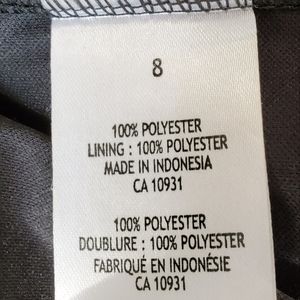 8
100% POLYESTER
LINING : 100% POLYESTER
MADE IN INDONESIA
CA 10931
100% POLYESTER
DOUBLURE : 100% POLYESTER
FABRIQUÉ EN INDONÉSIE
CA 10931